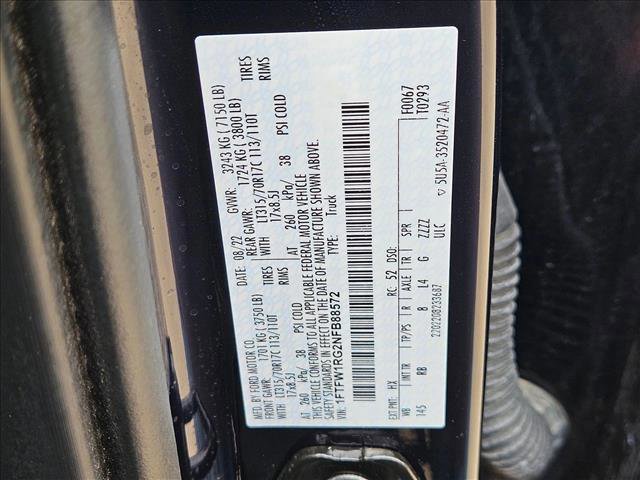 MFD. BY FORD MOTOR CO.
DATE: 08/22 GVWR: 3243 KG ( 7150 LB)
FRONT GAWR: 1701 KG ( 3750 LB) REAR GAWR: 1724 KG ( 3800 LB)
WITH LT315/70R17C 113/110T TIRES WITH LT315/70R17C 113/110T TIRES
17x8.5J RIMS 17x8.5J RIMS
AT 260 kPa/ 38 PSI COLD AT 260 kPa/ 38 PSI COLD
THIS VEHICLE CONFORMS TO ALL APPLICABLE FEDERAL MOTOR VEHICLE
SAFETY STANDARDS IN EFFECT ON THE DATE OF MANUFACTURE SHOWN ABOVE.
VIN: 1FTFW1RG2NFB88572 TYPE: Truck
F0067
T0293
EXT PNT: HX RC: 52 DSO:
WB INT TR TP/PS R AXLE TR SPR
145 RB 8 L4 G ZZZZ
ULC
2202208233687 5U5A-3520472-AA